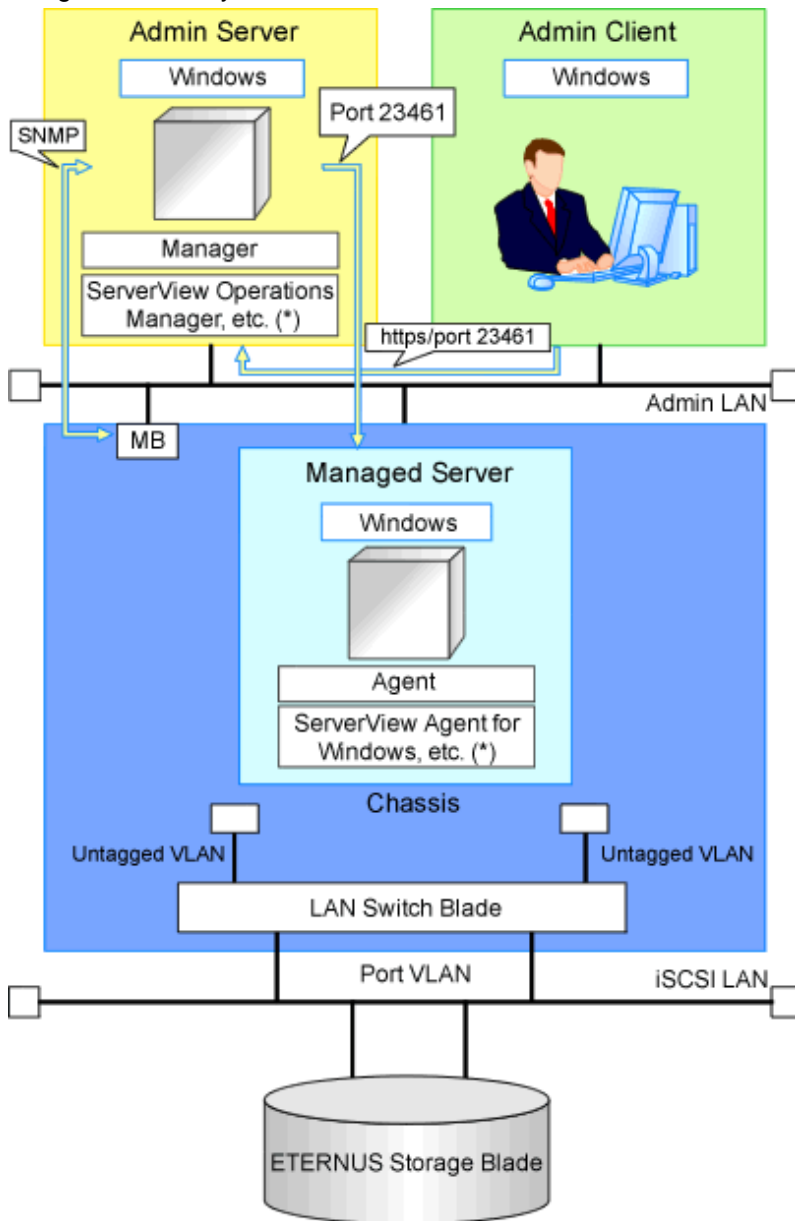 Admin Server
Windows
Port 23461
SNMP
Manager
ServerView Operations
Manager, etc. (*)
Admin Client
Windows
https/port 23461
Admin LAN
MB
Managed Server
Windows
Agent
ServerView Agent for
Windows, etc. (*)
Chassis
Untagged VLAN
Untagged VLAN
LAN Switch Blade
Port VLAN
iSCSI LAN
ETERNUS Storage Blade